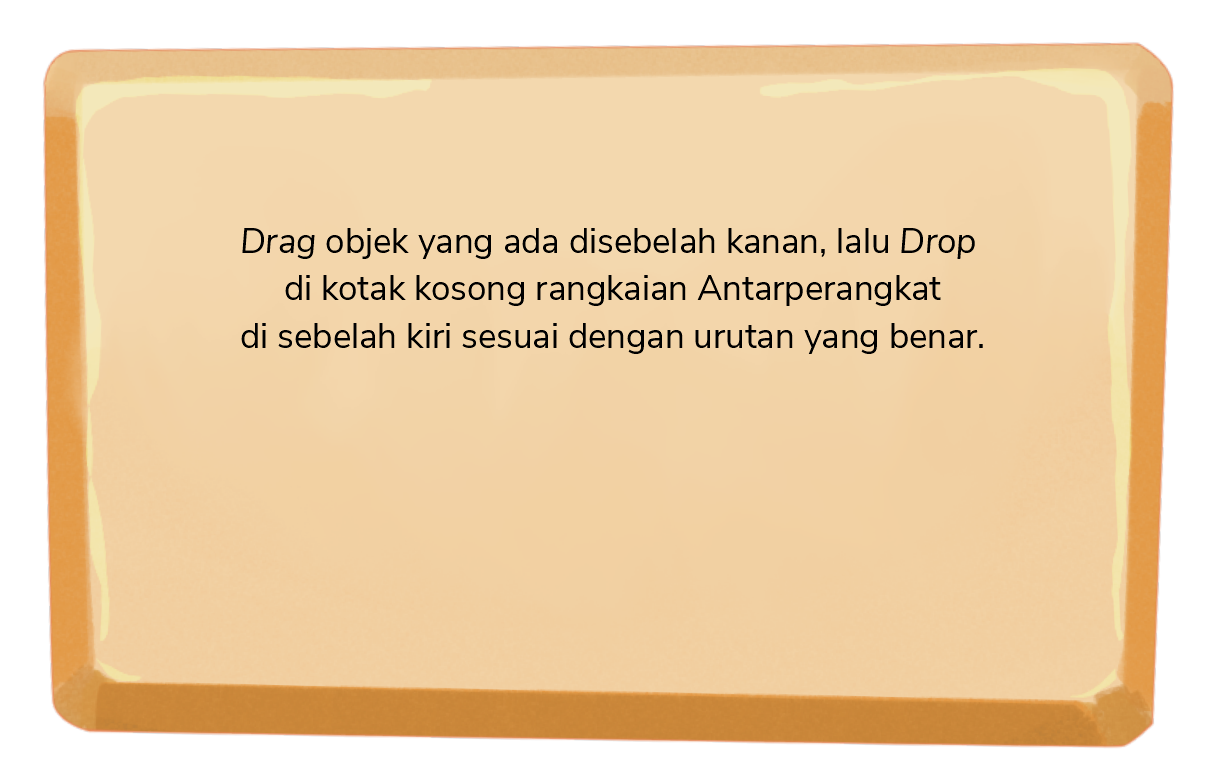 Drag objek yang ada disebelah kanan, lalu Drop
di kotak kosong rangkaian Antarperangkat
di sebelah kiri sesuai dengan urutan yang benar.